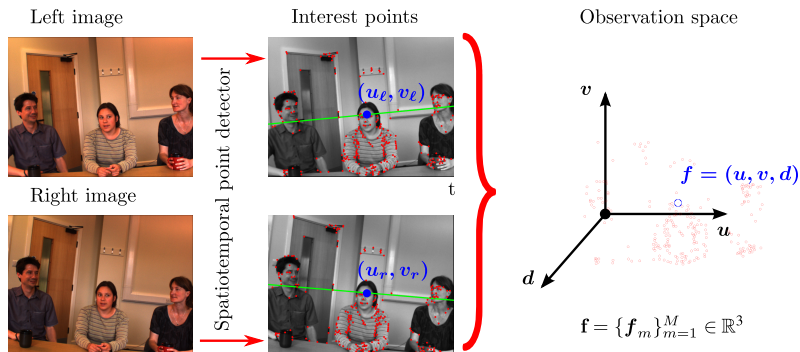 Left image
Interest points
Observation space
(u_ℓ, v_ℓ)
Spatiotemporal point detector
t
Right image
(u_r, v_r)
v
f = (u, v, d)
u
d
f = {f_m}_{m=1}^M ∈ ℝ^3